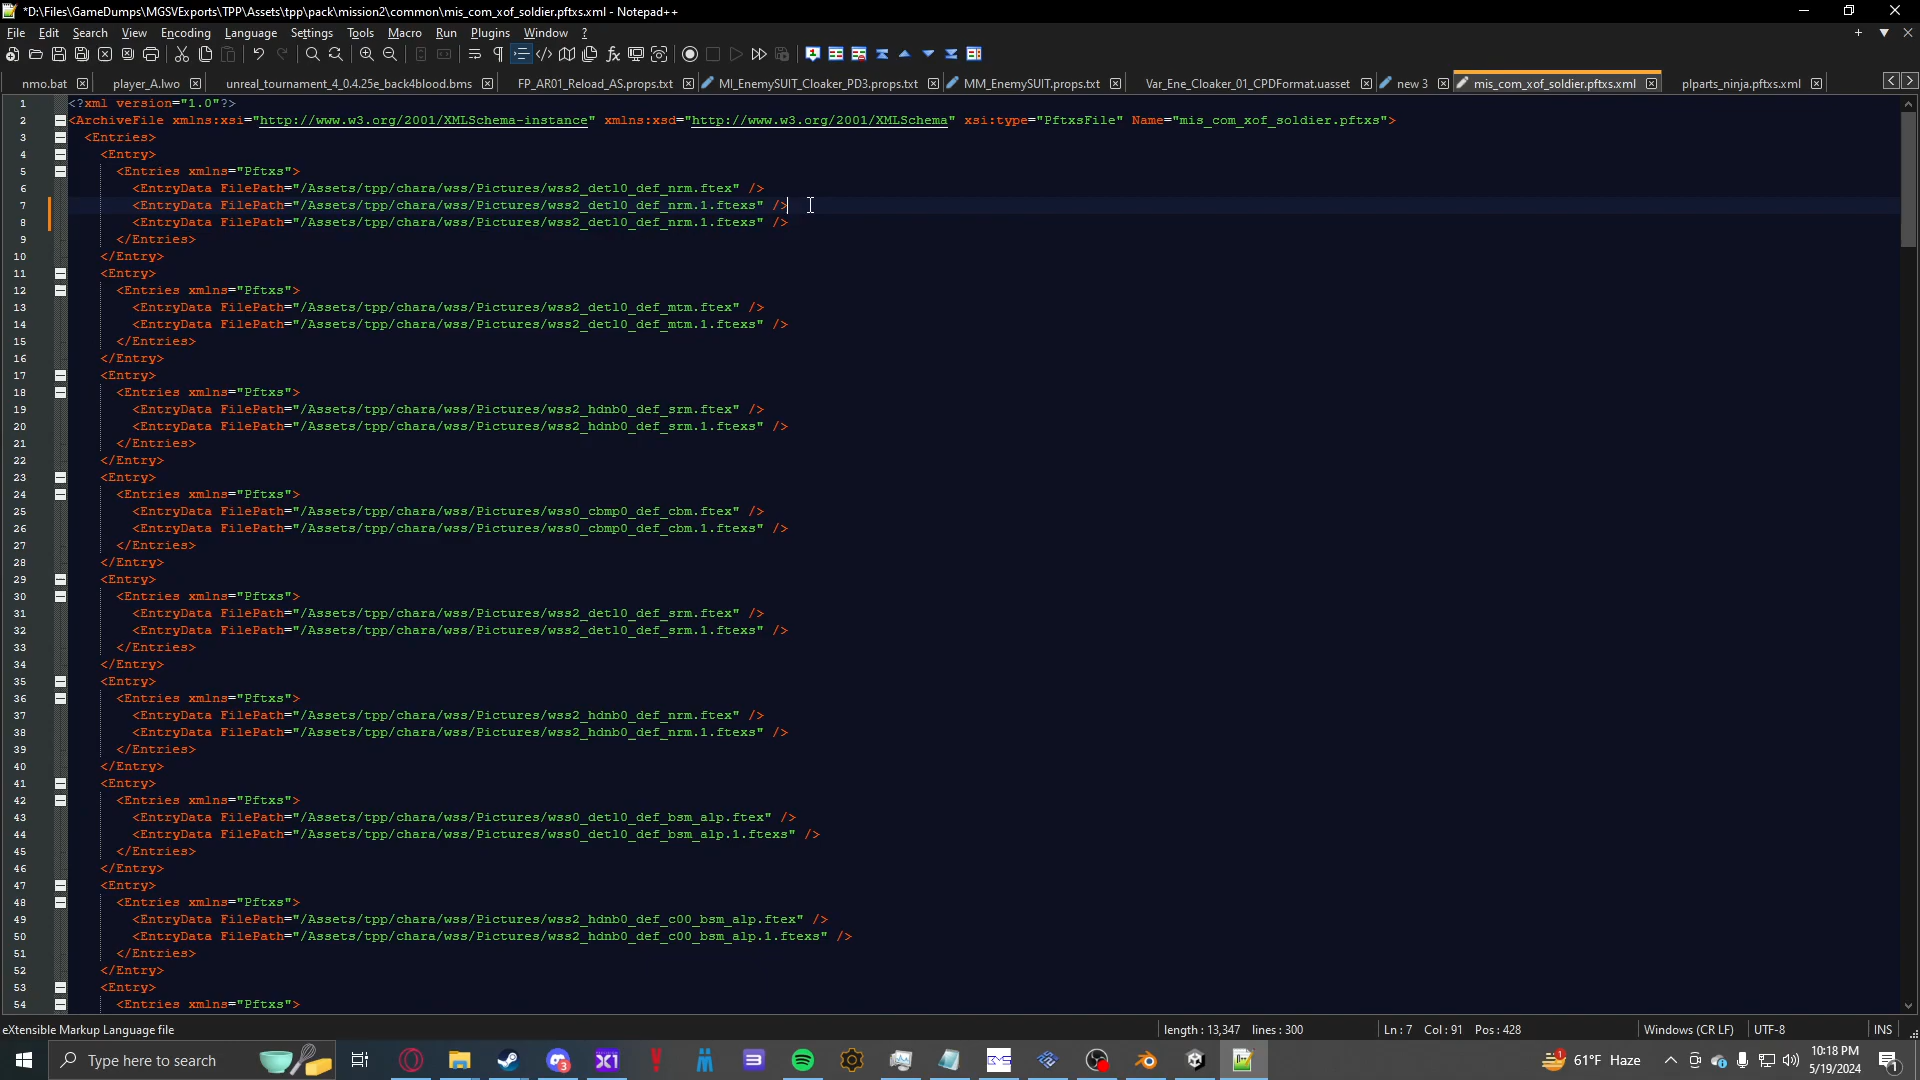 *D:\Files\GameDumps\MGSVExports\TPP\Assets\tpp\pack\mission2\common\mis_com_xof_soldier.pftxs.xml - Notepad++
File Edit Search View Encoding Language Settings Tools Macro Run Plugins Window ?
nmo.bat player_A.lwo unreal_tournament_4_0.4.25e_back4blood.bms FP_AR01_Reload_AS.props.txt MI_EnemySUIT_Cloaker_PD3.props.txt MM_EnemySUIT.props.txt Var_Ene_Cloaker_01_CPDFormat.uasset new 3 mis_com_xof_soldier.pftxs.xml plparts_ninja.pftxs.xml
1 <?xml version="1.0"?>
2 <ArchiveFile xmlns:xsi="http://www.w3.org/2001/XMLSchema-instance" xmlns:xsd="http://www.w3.org/2001/XMLSchema" xsi:type="PftxsFile" Name="mis_com_xof_soldier.pftxs">
3 <Entries>
4 <Entry>
5 <Entries xmlns="Pftxs">
6 <EntryData FilePath="/Assets/tpp/chara/wss/Pictures/wss2_detl0_def_nrm.ftex" />
7 <EntryData FilePath="/Assets/tpp/chara/wss/Pictures/wss2_detl0_def_nrm.1.ftexs" />
8 <EntryData FilePath="/Assets/tpp/chara/wss/Pictures/wss2_detl0_def_nrm.1.ftexs" />
9 </Entries>
10 </Entry>
11 <Entry>
12 <Entries xmlns="Pftxs">
13 <EntryData FilePath="/Assets/tpp/chara/wss/Pictures/wss2_detl0_def_mtm.ftex" />
14 <EntryData FilePath="/Assets/tpp/chara/wss/Pictures/wss2_detl0_def_mtm.1.ftexs" />
15 </Entries>
16 </Entry>
17 <Entry>
18 <Entries xmlns="Pftxs">
19 <EntryData FilePath="/Assets/tpp/chara/wss/Pictures/wss2_hdnb0_def_srm.ftex" />
20 <EntryData FilePath="/Assets/tpp/chara/wss/Pictures/wss2_hdnb0_def_srm.1.ftexs" />
21 </Entries>
22 </Entry>
23 <Entry>
24 <Entries xmlns="Pftxs">
25 <EntryData FilePath="/Assets/tpp/chara/wss/Pictures/wss0_cbmp0_def_cbm.ftex" />
26 <EntryData FilePath="/Assets/tpp/chara/wss/Pictures/wss0_cbmp0_def_cbm.1.ftexs" />
27 </Entries>
28 </Entry>
29 <Entry>
30 <Entries xmlns="Pftxs">
31 <EntryData FilePath="/Assets/tpp/chara/wss/Pictures/wss2_detl0_def_srm.ftex" />
32 <EntryData FilePath="/Assets/tpp/chara/wss/Pictures/wss2_detl0_def_srm.1.ftexs" />
33 </Entries>
34 </Entry>
35 <Entry>
36 <Entries xmlns="Pftxs">
37 <EntryData FilePath="/Assets/tpp/chara/wss/Pictures/wss2_hdnb0_def_nrm.ftex" />
38 <EntryData FilePath="/Assets/tpp/chara/wss/Pictures/wss2_hdnb0_def_nrm.1.ftexs" />
39 </Entries>
40 </Entry>
41 <Entry>
42 <Entries xmlns="Pftxs">
43 <EntryData FilePath="/Assets/tpp/chara/wss/Pictures/wss0_detl0_def_bsm_alp.ftex" />
44 <EntryData FilePath="/Assets/tpp/chara/wss/Pictures/wss0_detl0_def_bsm_alp.1.ftexs" />
45 </Entries>
46 </Entry>
47 <Entry>
48 <Entries xmlns="Pftxs">
49 <EntryData FilePath="/Assets/tpp/chara/wss/Pictures/wss2_hdnb0_def_c00_bsm_alp.ftex" />
50 <EntryData FilePath="/Assets/tpp/chara/wss/Pictures/wss2_hdnb0_def_c00_bsm_alp.1.ftexs" />
51 </Entries>
52 </Entry>
53 <Entry>
54 <Entries xmlns="Pftxs">
eXtensible Markup Language file length : 13,347 lines : 300 Ln : 7 Col : 91 Pos : 428 Windows (CR LF) UTF-8 INS
Type here to search 61°F Haze 10:18 PM
5/19/2024